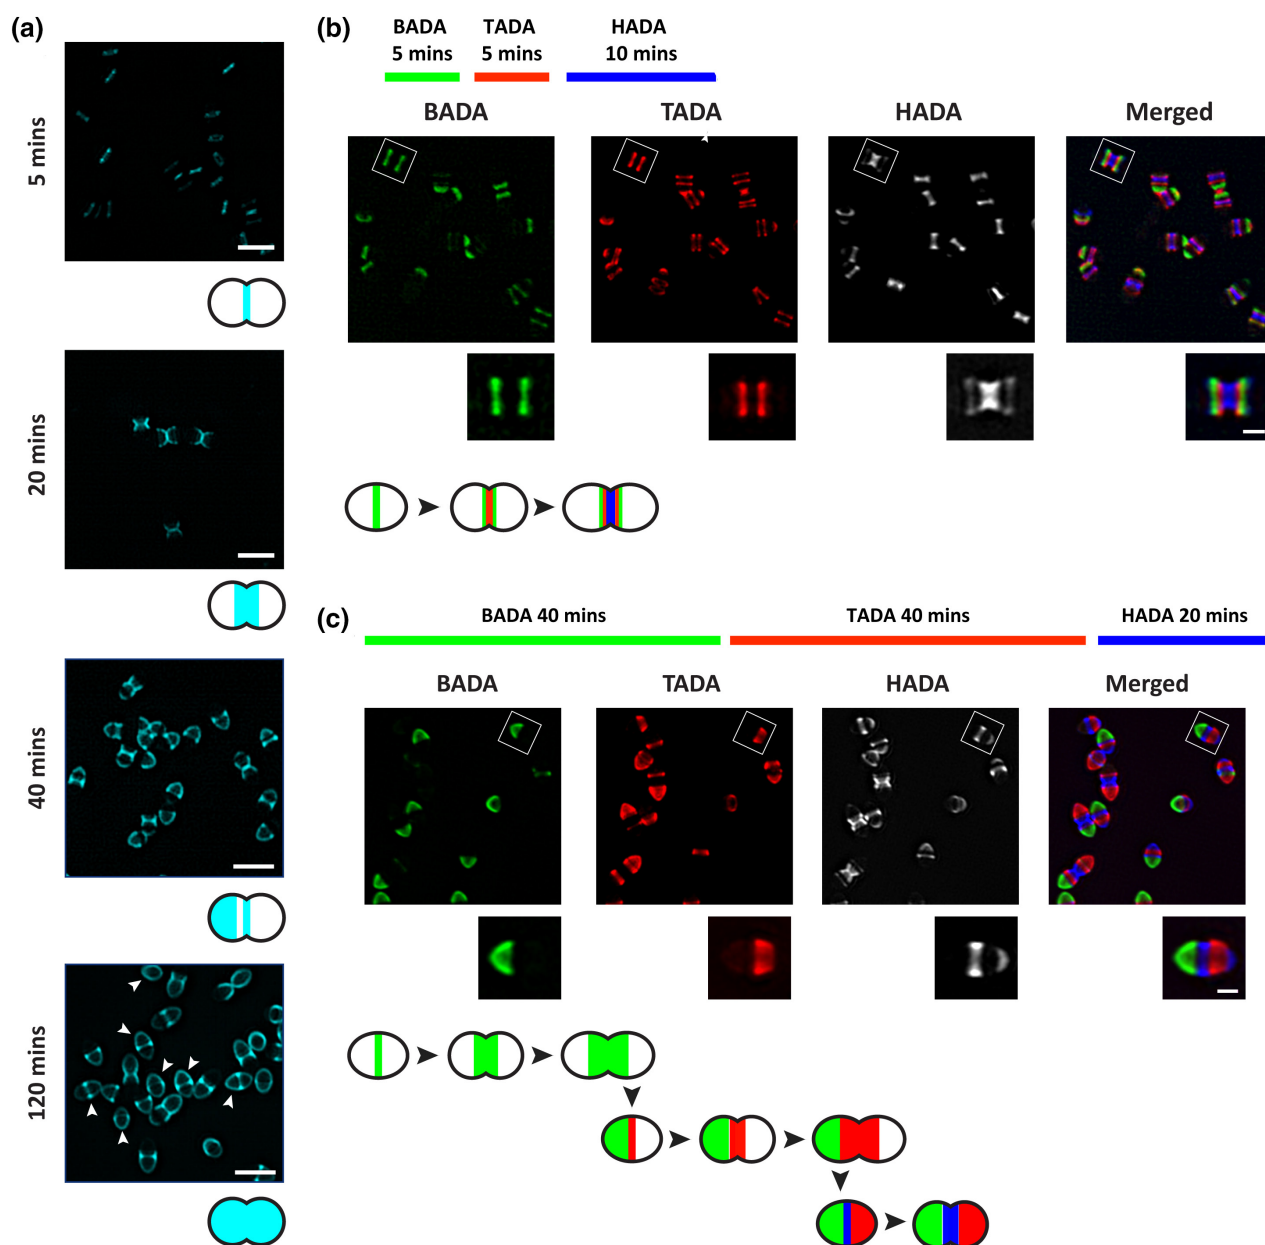 (a)
5 mins
20 mins
40 mins
120 mins
(b)
BADA TADA HADA
5 mins 5 mins 10 mins
BADA TADA HADA Merged
(c)
BADA 40 mins TADA 40 mins HADA 20 mins
BADA TADA HADA Merged